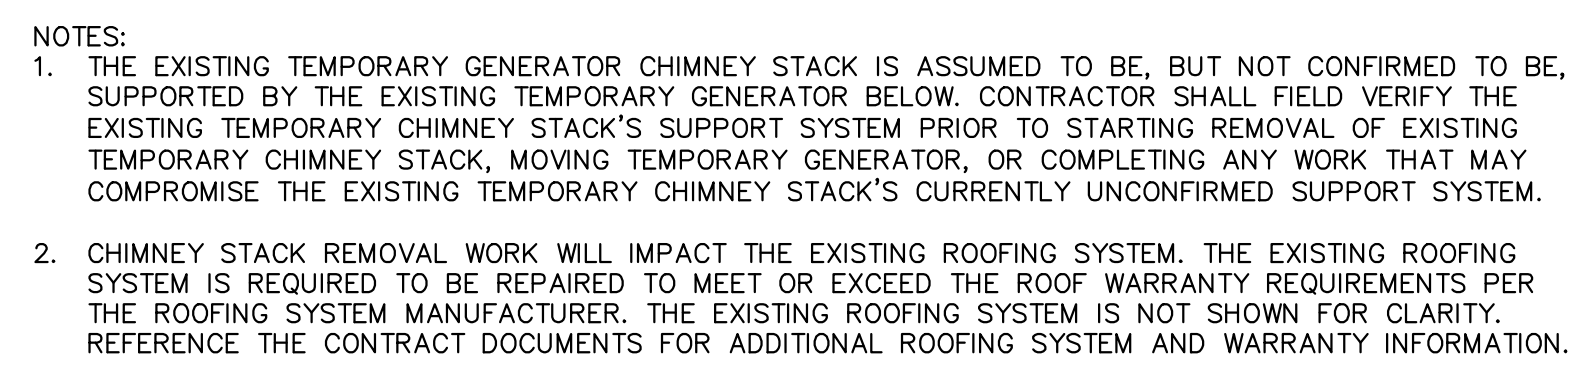 NOTES:
1. THE EXISTING TEMPORARY GENERATOR CHIMNEY STACK IS ASSUMED TO BE, BUT NOT CONFIRMED TO BE,
SUPPORTED BY THE EXISTING TEMPORARY GENERATOR BELOW. CONTRACTOR SHALL FIELD VERIFY THE
EXISTING TEMPORARY CHIMNEY STACK'S SUPPORT SYSTEM PRIOR TO STARTING REMOVAL OF EXISTING
TEMPORARY CHIMNEY STACK, MOVING TEMPORARY GENERATOR, OR COMPLETING ANY WORK THAT MAY
COMPROMISE THE EXISTING TEMPORARY CHIMNEY STACK'S CURRENTLY UNCONFIRMED SUPPORT SYSTEM.
2. CHIMNEY STACK REMOVAL WORK WILL IMPACT THE EXISTING ROOFING SYSTEM. THE EXISTING ROOFING
SYSTEM IS REQUIRED TO BE REPAIRED TO MEET OR EXCEED THE ROOF WARRANTY REQUIREMENTS PER
THE ROOFING SYSTEM MANUFACTURER. THE EXISTING ROOFING SYSTEM IS NOT SHOWN FOR CLARITY.
REFERENCE THE CONTRACT DOCUMENTS FOR ADDITIONAL ROOFING SYSTEM AND WARRANTY INFORMATION.